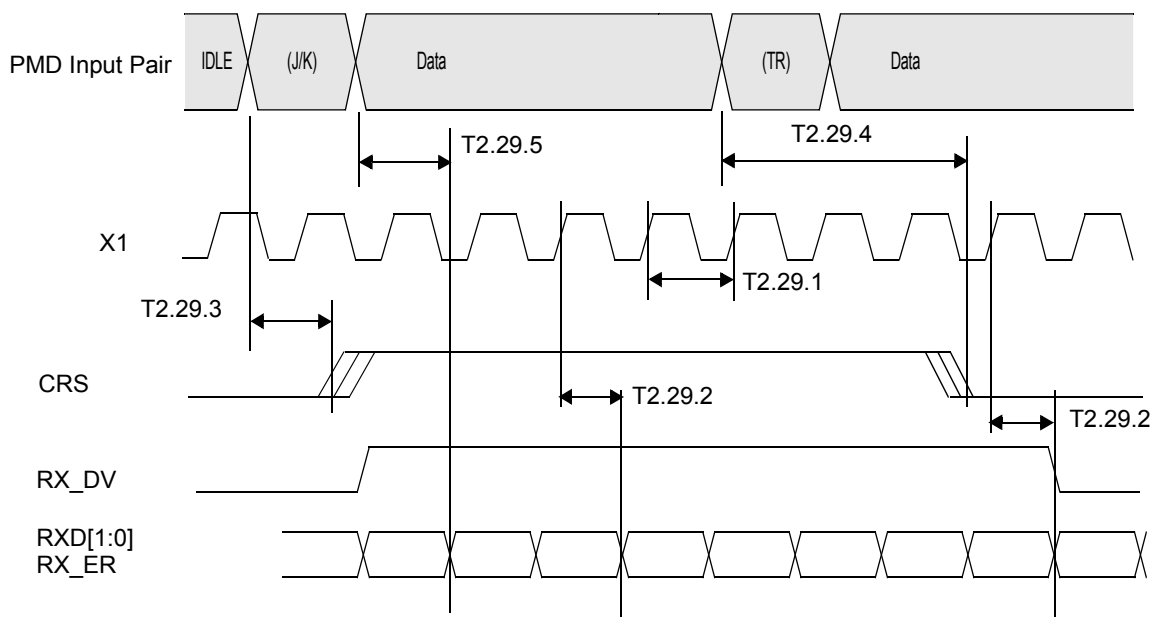 PMD Input Pair
IDLE
(J/K)
Data
(TR)
Data
T2.29.5
T2.29.4
X1
T2.29.1
T2.29.3
CRS
T2.29.2
T2.29.2
RX_DV
RXD[1:0]
RX_ER